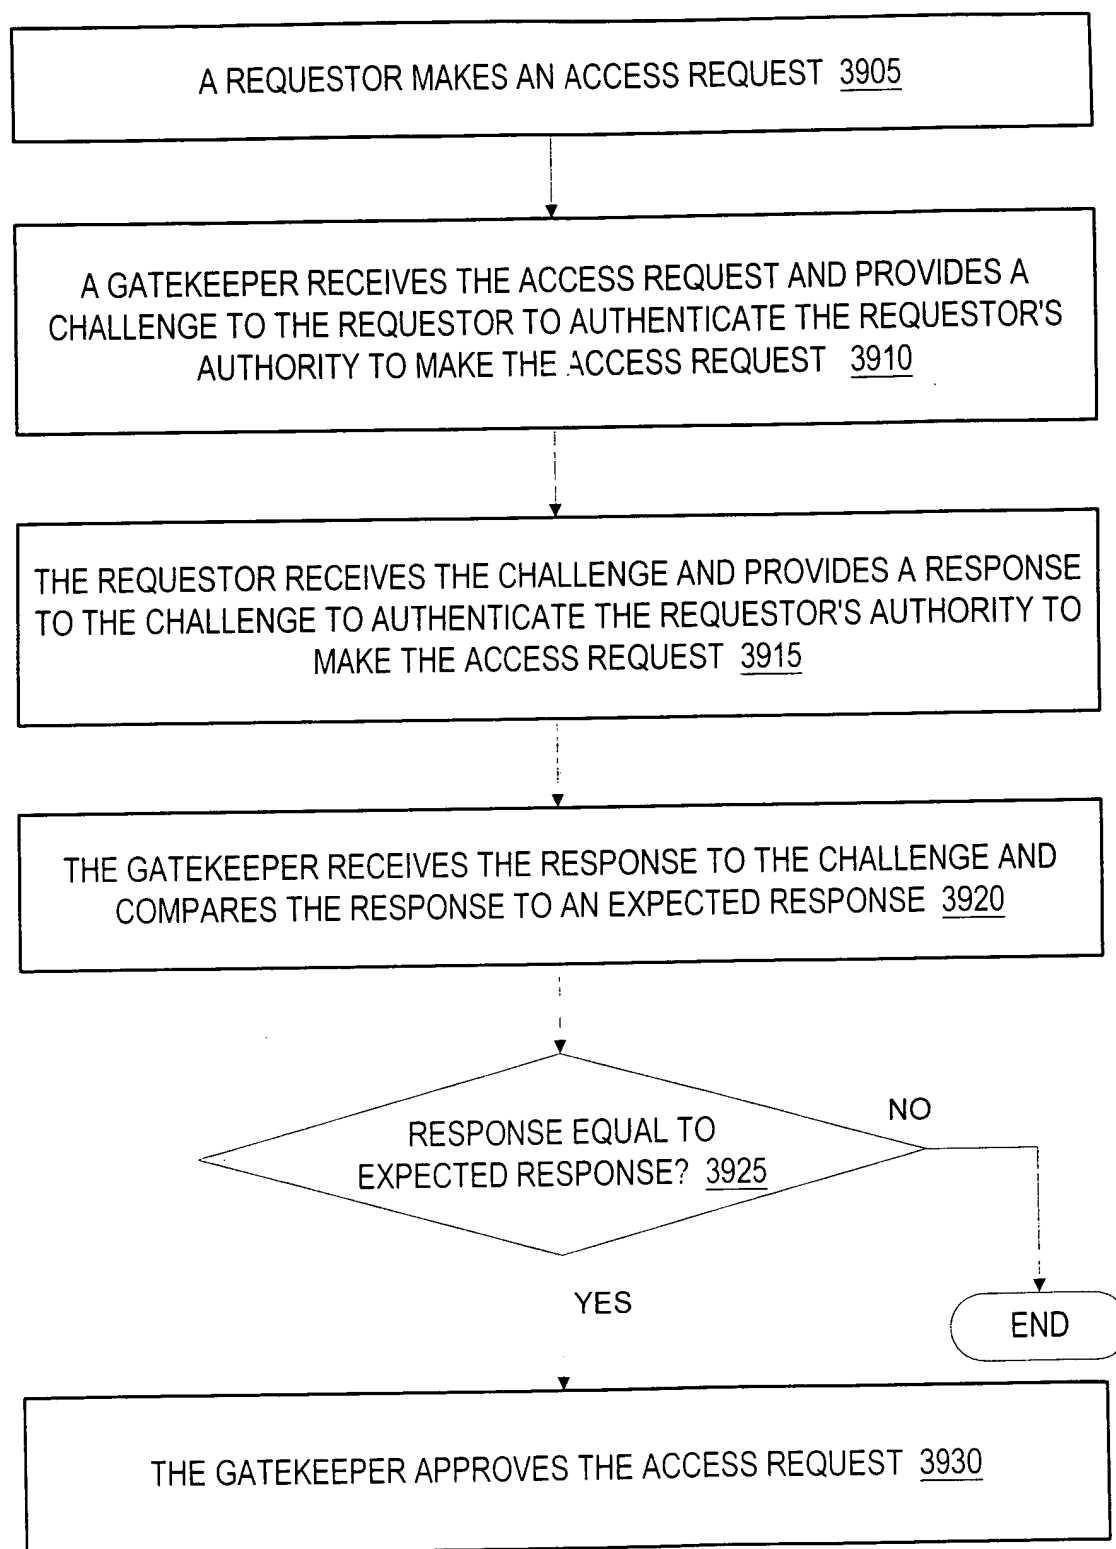 A REQUESTOR MAKES AN ACCESS REQUEST 3905
A GATEKEEPER RECEIVES THE ACCESS REQUEST AND PROVIDES A
CHALLENGE TO THE REQUESTOR TO AUTHENTICATE THE REQUESTOR'S
AUTHORITY TO MAKE THE ACCESS REQUEST 3910
THE REQUESTOR RECEIVES THE CHALLENGE AND PROVIDES A RESPONSE
TO THE CHALLENGE TO AUTHENTICATE THE REQUESTOR'S AUTHORITY TO
MAKE THE ACCESS REQUEST 3915
THE GATEKEEPER RECEIVES THE RESPONSE TO THE CHALLENGE AND
COMPARES THE RESPONSE TO AN EXPECTED RESPONSE 3920
NO
RESPONSE EQUAL TO
EXPECTED RESPONSE? 3925
YES
END
THE GATEKEEPER APPROVES THE ACCESS REQUEST 3930